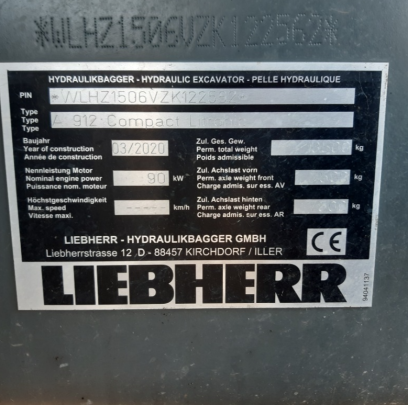 *WLHZ1506VZK122562*
HYDRAULIKBAGGER - HYDRAULIC EXCAVATOR - PELLE HYDRAULIQUE
PIN
Type
Type
Type
912 Compact
Baujahr
Year of construction
Année de construction
03/2020
Zul. Ges. Gew.
Perm. total weight
Poids admissible
kg
Nennleistung Motor
Nominal engine power
Puissance nom. moteur
90 kW
Zul. Achslast vorn
Perm. axle weight front
Charge admis. sur ess. AV
kg
Höchstgeschwindigkeit
Max. speed
Vitesse maxi.
----- km/h
Zul. Achslast hinten
Perm. axle weight rear
Charge admis. sur ess. AR
kg
LIEBHERR - HYDRAULIKBAGGER GMBH
Liebherrstrasse 12 .D - 88457 KIRCHDORF / ILLER
CE
LIEBHERR
94041137